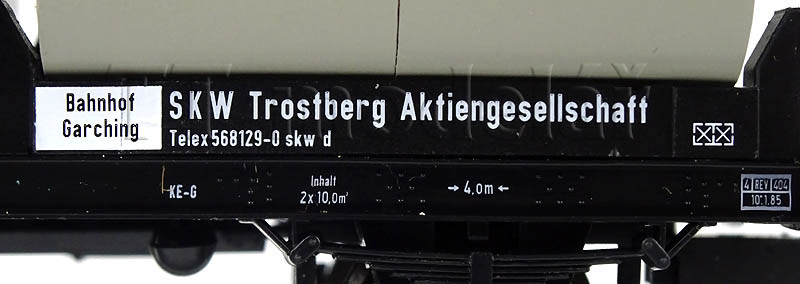 Bahnhof
Garching
SKW Trostberg Aktiengesellschaft
Telex 568129-0 skw d
KE-G
Inhalt
2 x 10,0m³
→ 4,0m ←
4 REV 404
10.1.85